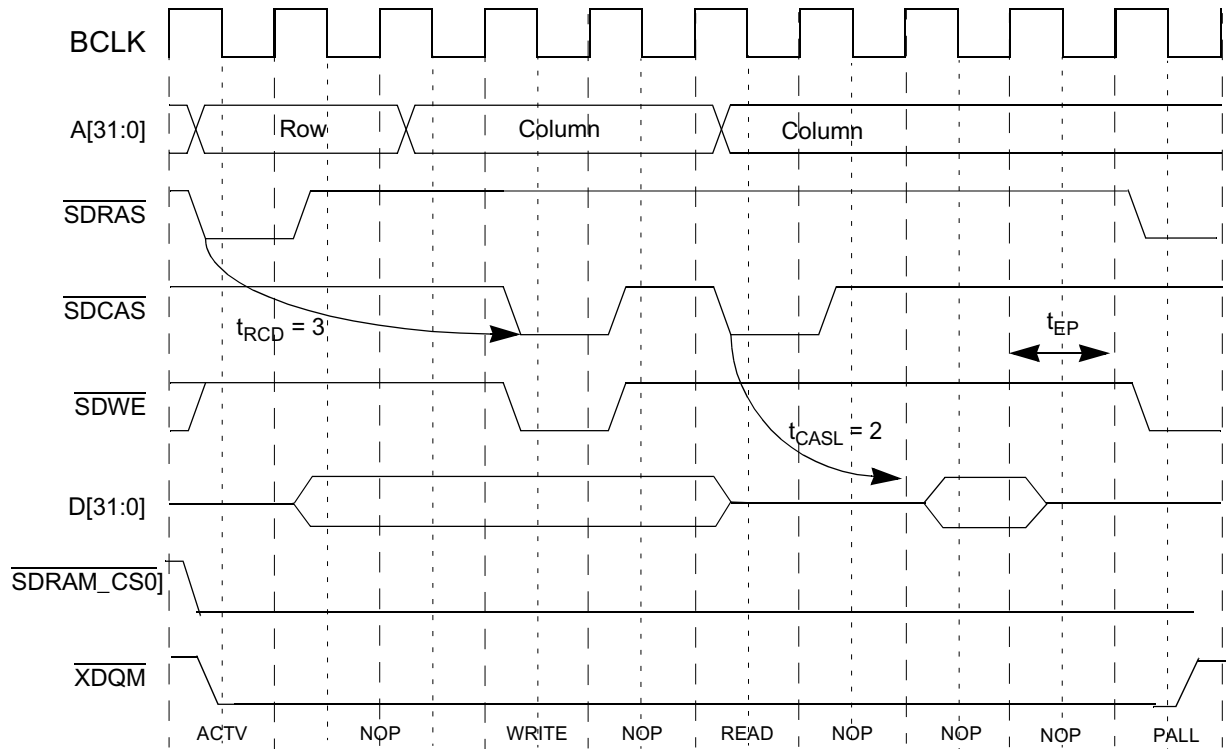 BCLK
A[31:0]
Row
Column
Column
SDRAS
SDCAS
tRCD = 3
tEP
SDWE
tCASL = 2
D[31:0]
SDRAM_CS0]
XDQM
ACTV NOP WRITE NOP READ NOP NOP NOP PALL